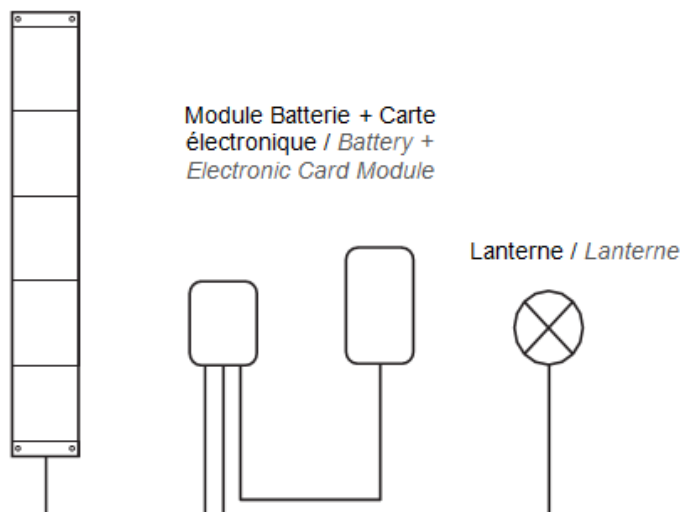 Module Batterie + Carte
électronique / Battery +
Electronic Card Module
Lanterne / Lanterne